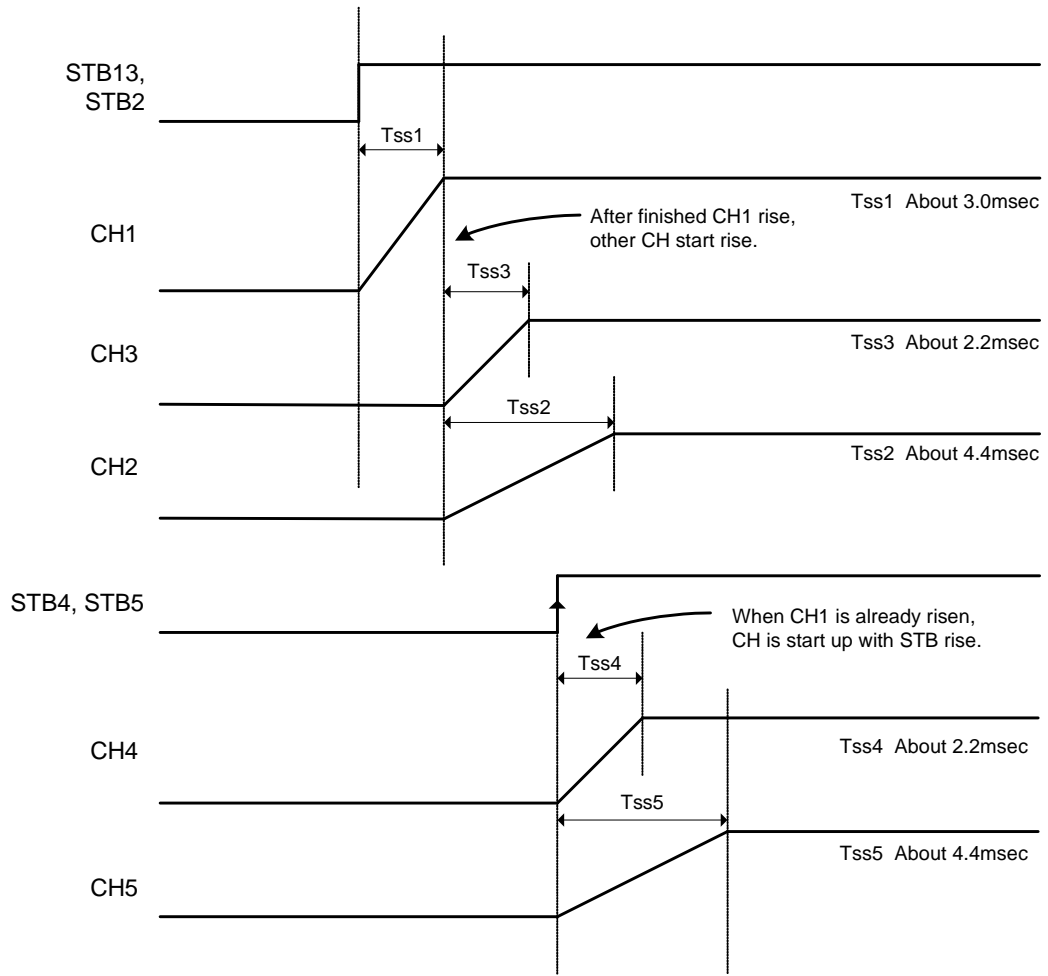 STB13,
STB2
Tss1
Tss1 About 3.0msec
CH1
After finished CH1 rise,
other CH start rise.
Tss3
CH3
Tss3 About 2.2msec
Tss2
CH2
Tss2 About 4.4msec
STB4, STB5
When CH1 is already risen,
CH is start up with STB rise.
Tss4
CH4
Tss4 About 2.2msec
Tss5
CH5
Tss5 About 4.4msec